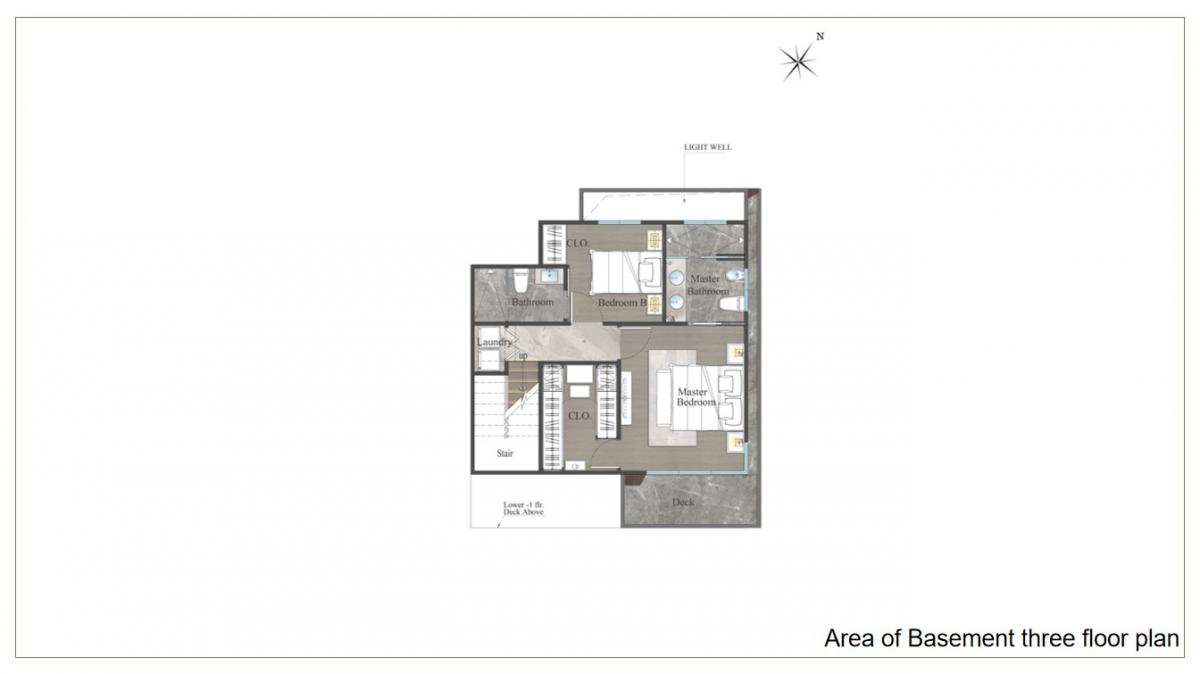 N
LIGHT WELL
CLO.
Master
Bathroom
Bathroom
Bedroom B
Laundry
up
Master
Bedroom
CLO.
Stair
Deck
Lower -1 flr.
Deck Above
Area of Basement three floor plan